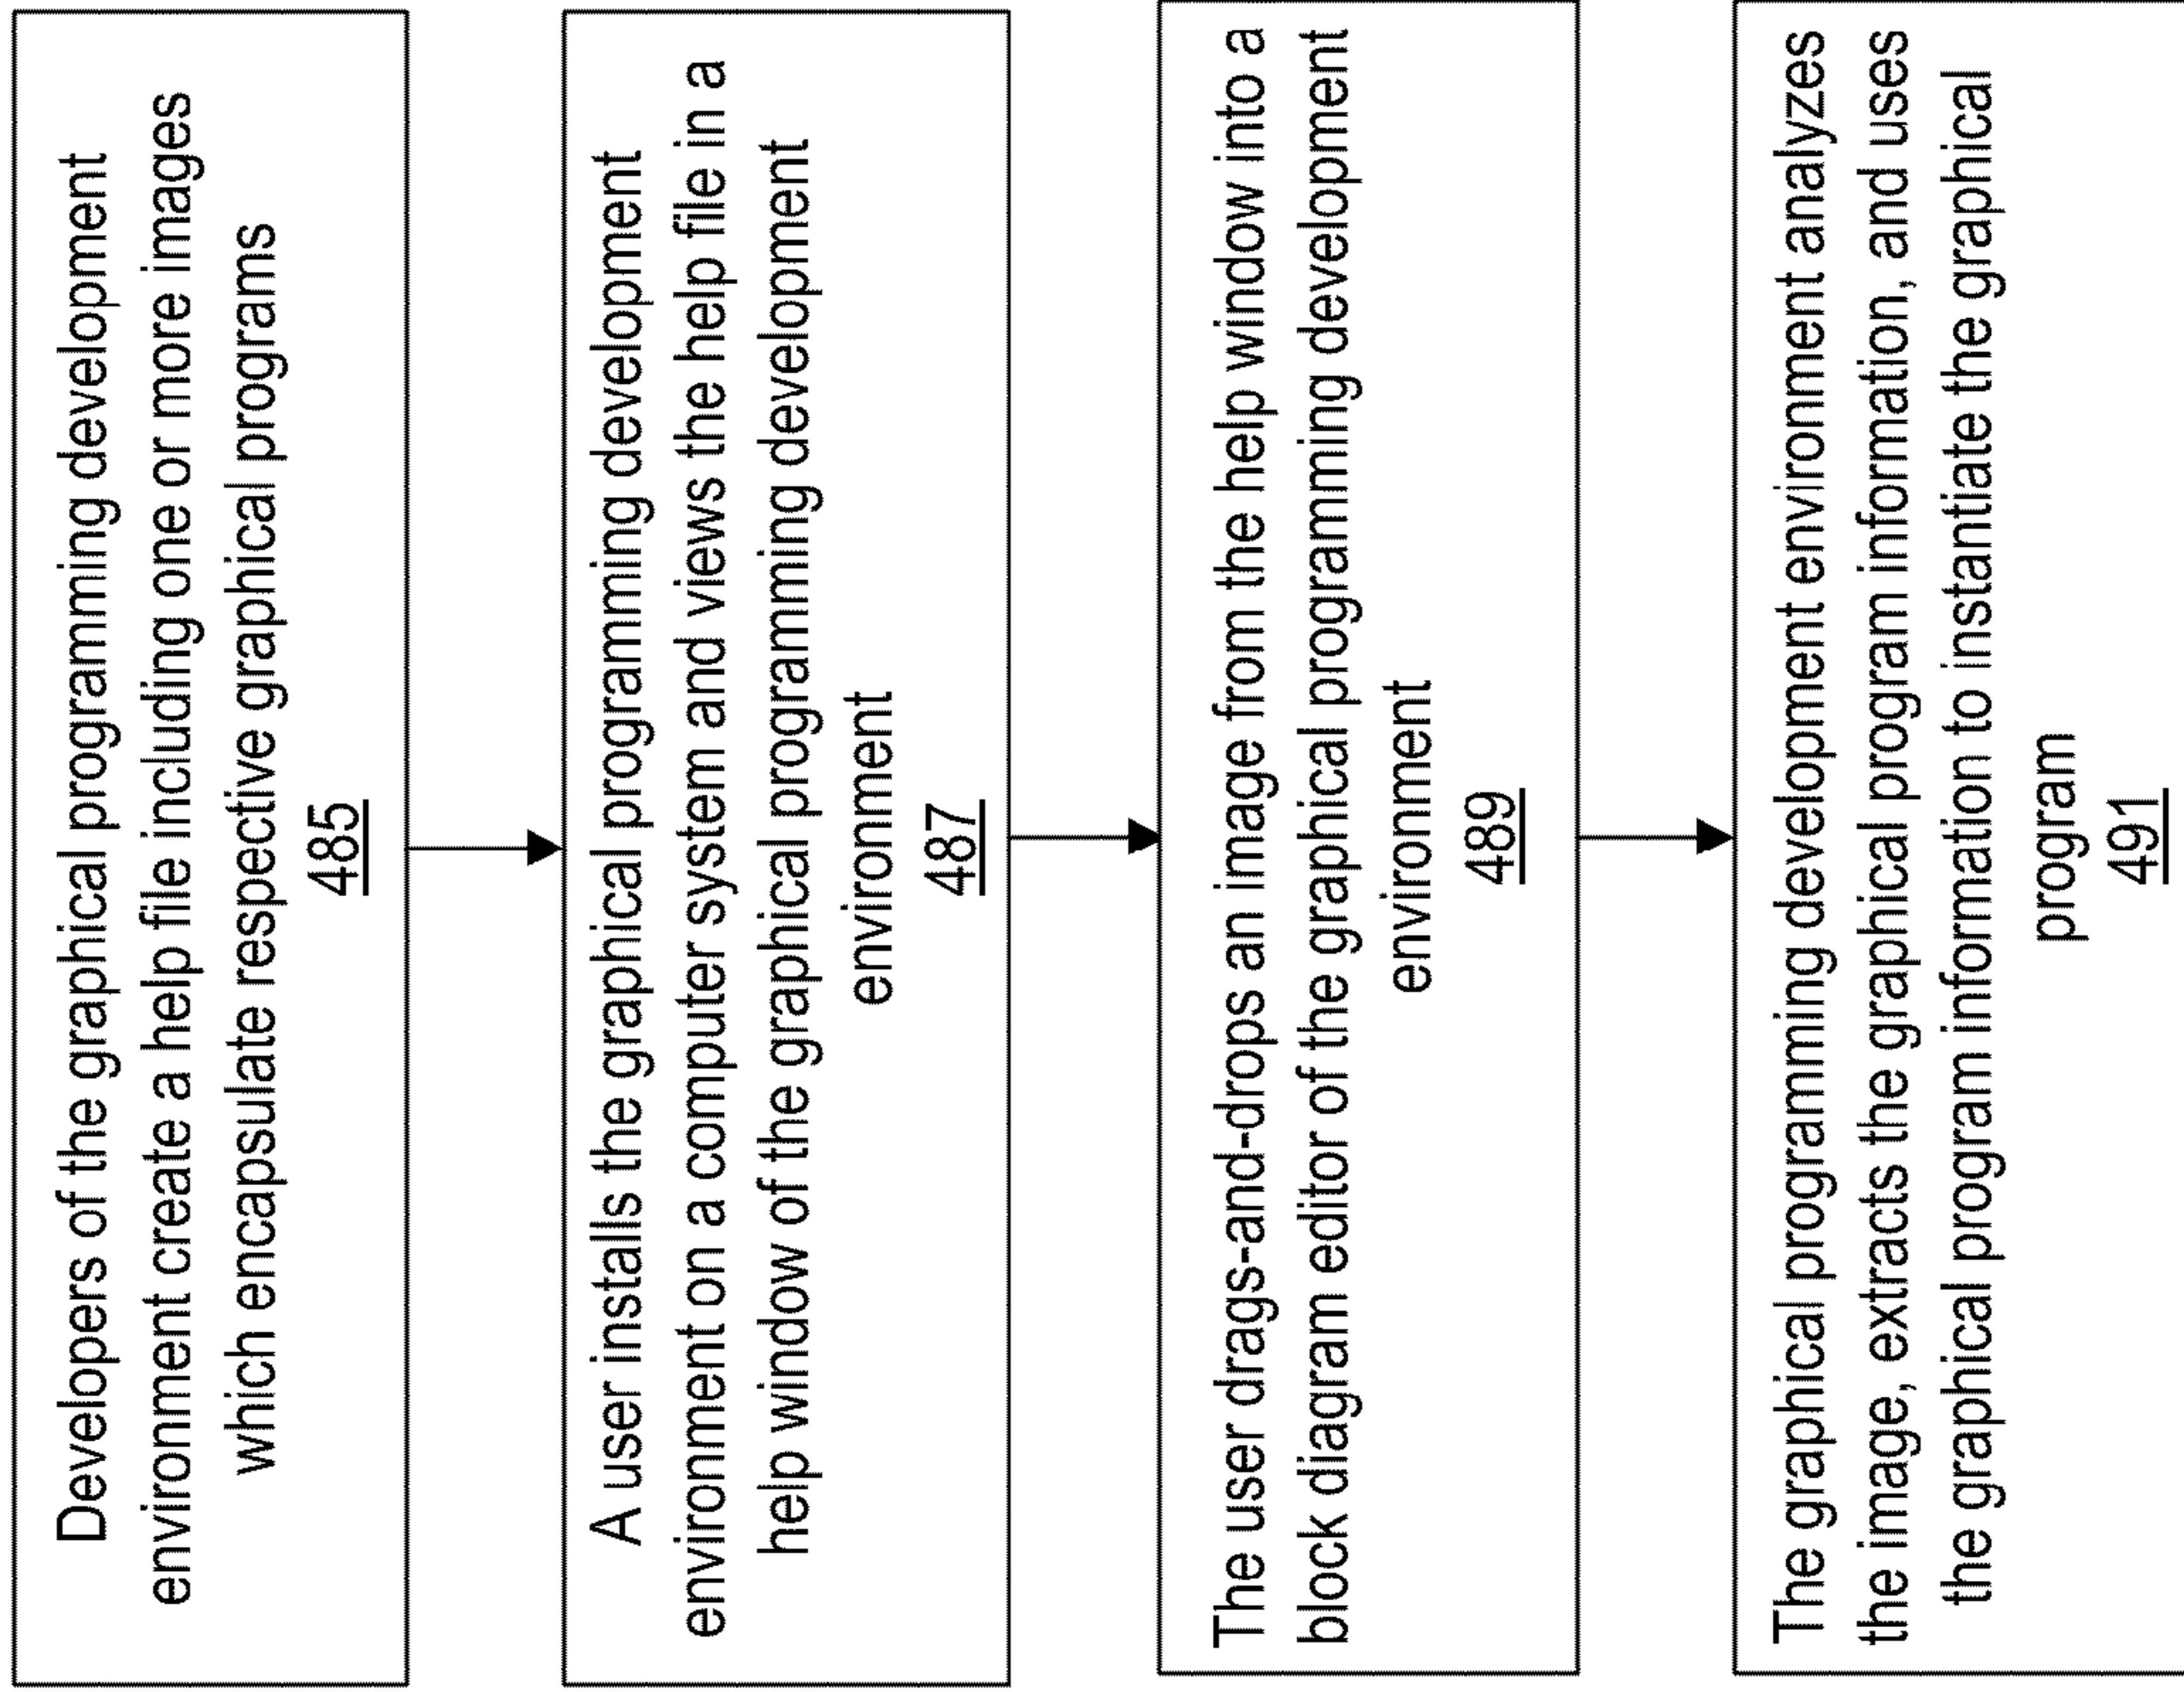 Developers of the graphical programming development
environment create a help file including one or more images
which encapsulate respective graphical programs
485
A user installs the graphical programming development
environment on a computer system and views the help file in a
help window of the graphical programming development
environment
487
The user drags-and-drops an image from the help window into a
block diagram editor of the graphical programming development
environment
489
The graphical programming development environment analyzes
the image, extracts the graphical program information, and uses
the graphical program information to instantiate the graphical
program
491